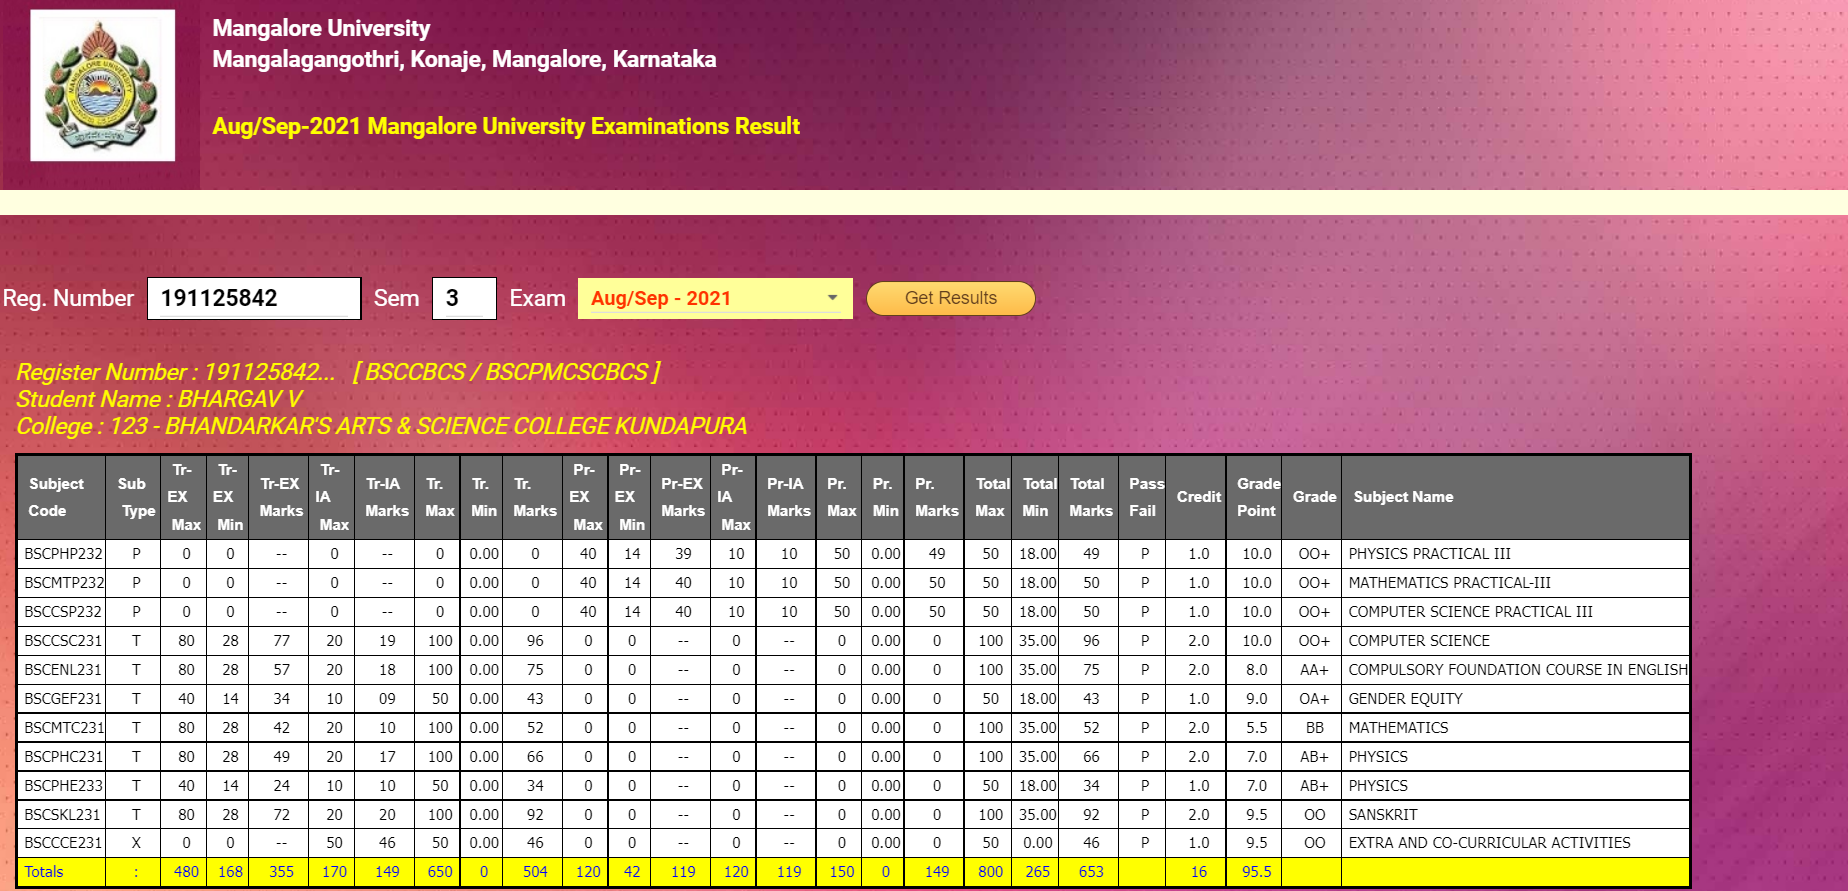 MANGALORE UNIVERSITY
Mangalore University
Mangalagangothri, Konaje, Mangalore, Karnataka
Aug/Sep-2021 Mangalore University Examinations Result
Reg. Number 191125842 Sem 3 Exam Aug/Sep - 2021 Get Results
Register Number : 191125842... [ BSCCBCS / BSCPMCSCBCS ]
Student Name : BHARGAV V
College : 123 - BHANDARKAR'S ARTS & SCIENCE COLLEGE KUNDAPURA
Subject Code Sub Type Tr-EX Max Tr-EX Min Tr-EX Marks Tr-IA Max Tr-IA Marks Tr. Max Tr. Min Tr. Marks Pr-EX Max Pr-EX Min Pr-EX Marks Pr-IA Max Pr-IA Marks Pr. Max Pr. Min Pr. Marks Total Max Total Min Total Marks Pass Fail Credit Grade Point Grade Subject Name
BSCPHP232 P 0 0 -- 0 -- 0 0.00 0 40 14 39 10 10 50 0.00 49 50 18.00 49 P 1.0 10.0 OO+ PHYSICS PRACTICAL III
BSCMTP232 P 0 0 -- 0 -- 0 0.00 0 40 14 40 10 10 50 0.00 50 50 18.00 50 P 1.0 10.0 OO+ MATHEMATICS PRACTICAL-III
BSCCSP232 P 0 0 -- 0 -- 0 0.00 0 40 14 40 10 10 50 0.00 50 50 18.00 50 P 1.0 10.0 OO+ COMPUTER SCIENCE PRACTICAL III
BSCCSC231 T 80 28 77 20 19 100 0.00 96 0 0 -- 0 -- 0 0.00 0 100 35.00 96 P 2.0 10.0 OO+ COMPUTER SCIENCE
BSCENL231 T 80 28 57 20 18 100 0.00 75 0 0 -- 0 -- 0 0.00 0 100 35.00 75 P 2.0 8.0 AA+ COMPULSORY FOUNDATION COURSE IN ENGLISH
BSCGEF231 T 40 14 34 10 09 50 0.00 43 0 0 -- 0 -- 0 0.00 0 50 18.00 43 P 1.0 9.0 OA+ GENDER EQUITY
BSCMTC231 T 80 28 42 20 10 100 0.00 52 0 0 -- 0 -- 0 0.00 0 100 35.00 52 P 2.0 5.5 BB MATHEMATICS
BSCPHC231 T 80 28 49 20 17 100 0.00 66 0 0 -- 0 -- 0 0.00 0 100 35.00 66 P 2.0 7.0 AB+ PHYSICS
BSCPHE233 T 40 14 24 10 10 50 0.00 34 0 0 -- 0 -- 0 0.00 0 50 18.00 34 P 1.0 7.0 AB+ PHYSICS
BSCSKL231 T 80 28 72 20 20 100 0.00 92 0 0 -- 0 -- 0 0.00 0 100 35.00 92 P 2.0 9.5 OO SANSKRIT
BSCCCE231 X 0 0 -- 50 46 50 0.00 46 0 0 -- 0 -- 0 0.00 0 50 0.00 46 P 1.0 9.5 OO EXTRA AND CO-CURRICULAR ACTIVITIES
Totals : 480 168 355 170 149 650 0 504 120 42 119 120 119 150 0 149 800 265 653 16 95.5